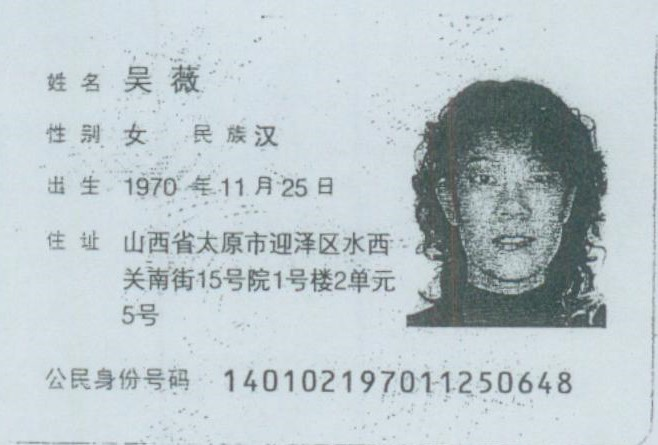 姓名 吴薇
性别 女 民族 汉
出生 1970 年 11 月 25 日
住址 山西省太原市迎泽区水西
关南街15号院1号楼2单元
5号
公民身份号码 140102197011250648